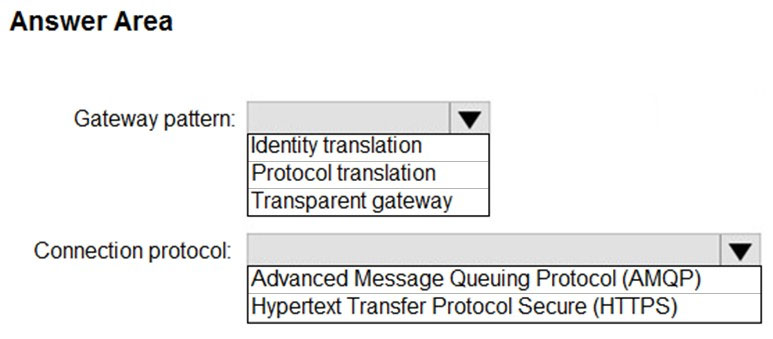 Answer Area
Gateway pattern:
Identity translation
Protocol translation
Transparent gateway
Connection protocol:
Advanced Message Queuing Protocol (AMQP)
Hypertext Transfer Protocol Secure (HTTPS)